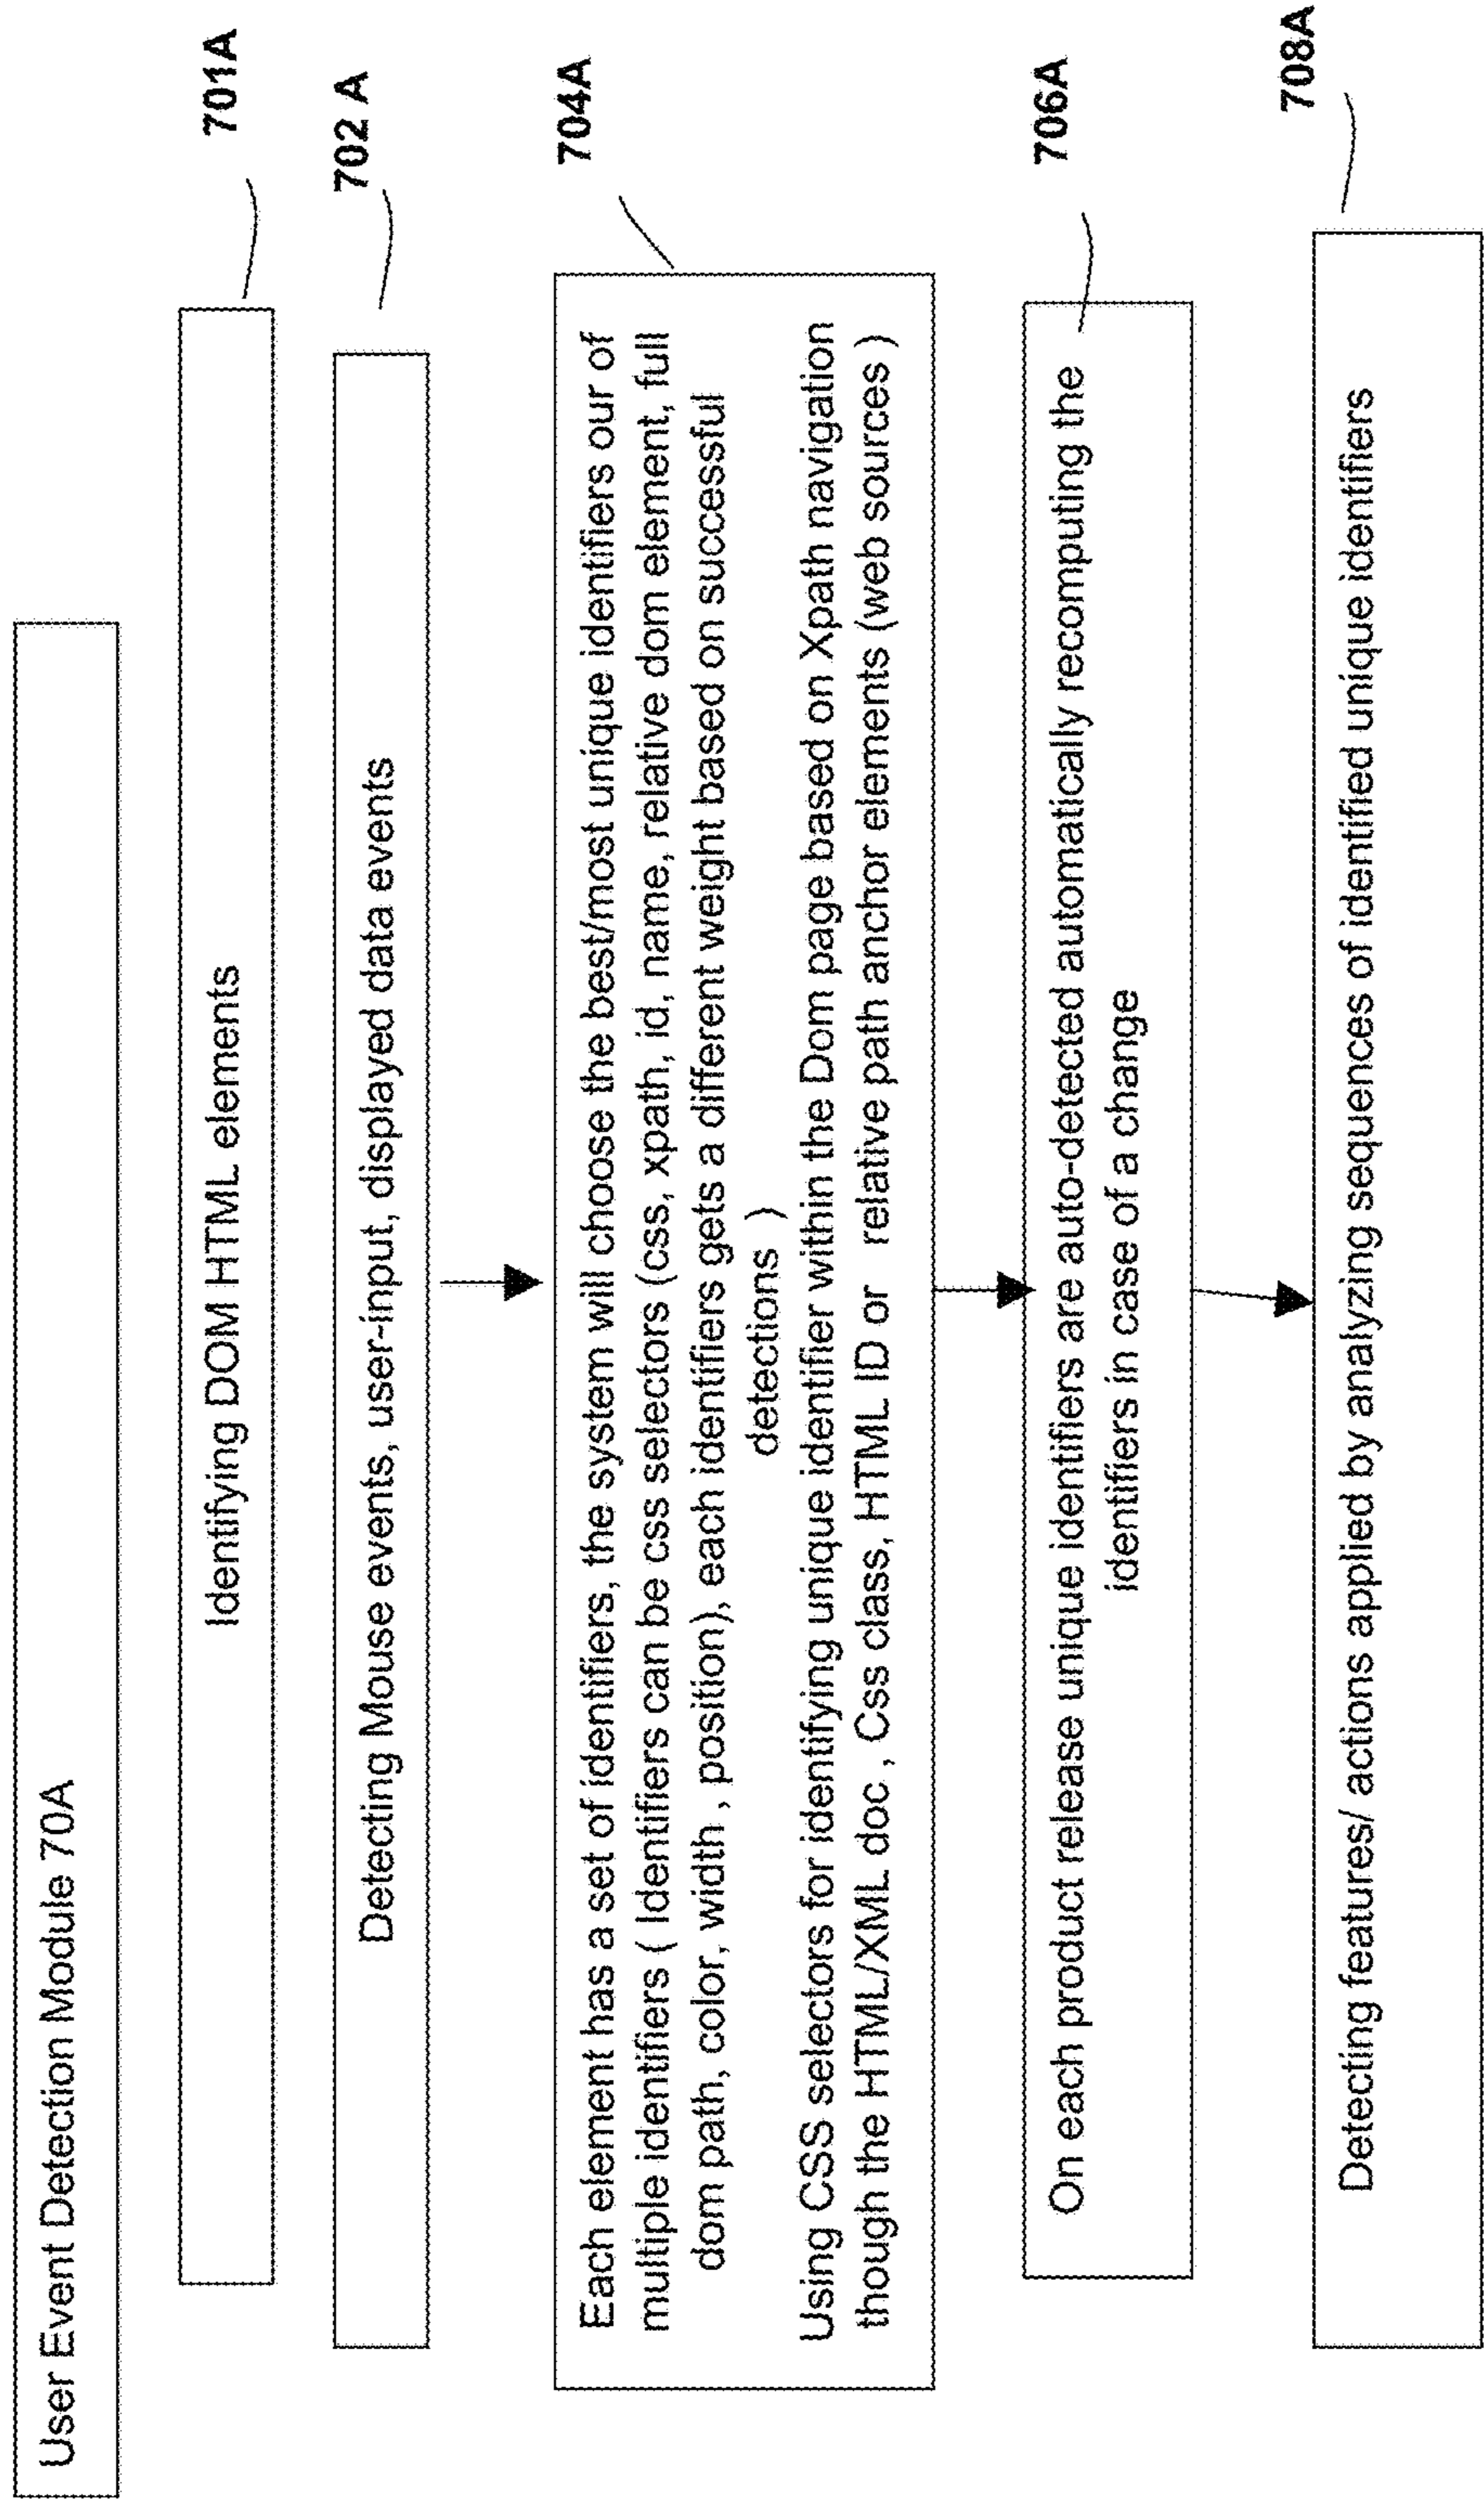 User Event Detection Module 70A
701A
Identifying DOM HTML elements
702 A
Detecting Mouse events, user-input, displayed data events
704A
Each element has a set of identifiers, the system will choose the best/most unique identifiers our of
multiple identifiers ( Identifiers can be css selectors (css, xpath, id, name, relative dom element, full
dom path, color, width , position), each identifiers gets a different weight based on successful
detections )
Using CSS selectors for identifying unique identifier within the Dom page based on Xpath navigation
though the HTML/XML doc , Css class, HTML ID or relative path anchor elements (web sources )
706A
On each product release unique identifiers are auto-detected automatically recomputing the
identifiers in case of a change
708A
Detecting features/ actions applied by analyzing sequences of identified unique identifiers